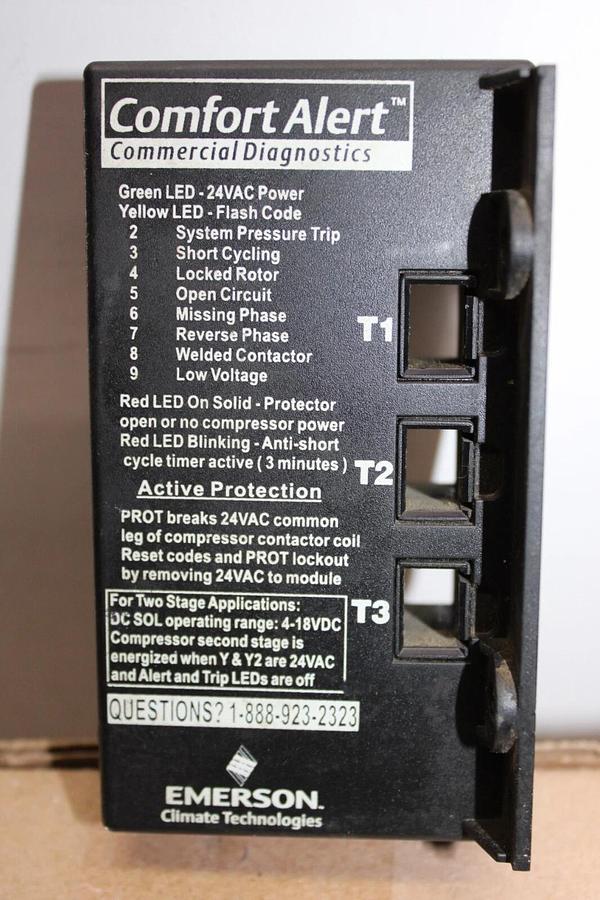 Comfort Alert™
Commercial Diagnostics
Green LED - 24VAC Power
Yellow LED - Flash Code
2 System Pressure Trip
3 Short Cycling
4 Locked Rotor
5 Open Circuit
6 Missing Phase
7 Reverse Phase
8 Welded Contactor
9 Low Voltage
T1
Red LED On Solid - Protector
open or no compressor power
Red LED Blinking - Anti-short
cycle timer active ( 3 minutes )
T2
Active Protection
PROT breaks 24VAC common
leg of compressor contactor coil
Reset codes and PROT lockout
by removing 24VAC to module
For Two Stage Applications:
DC SOL operating range: 4-18VDC
Compressor second stage is
energized when Y & Y2 are 24VAC
and Alert and Trip LEDs are off
T3
QUESTIONS? 1-888-923-2323
EMERSON.
Climate Technologies